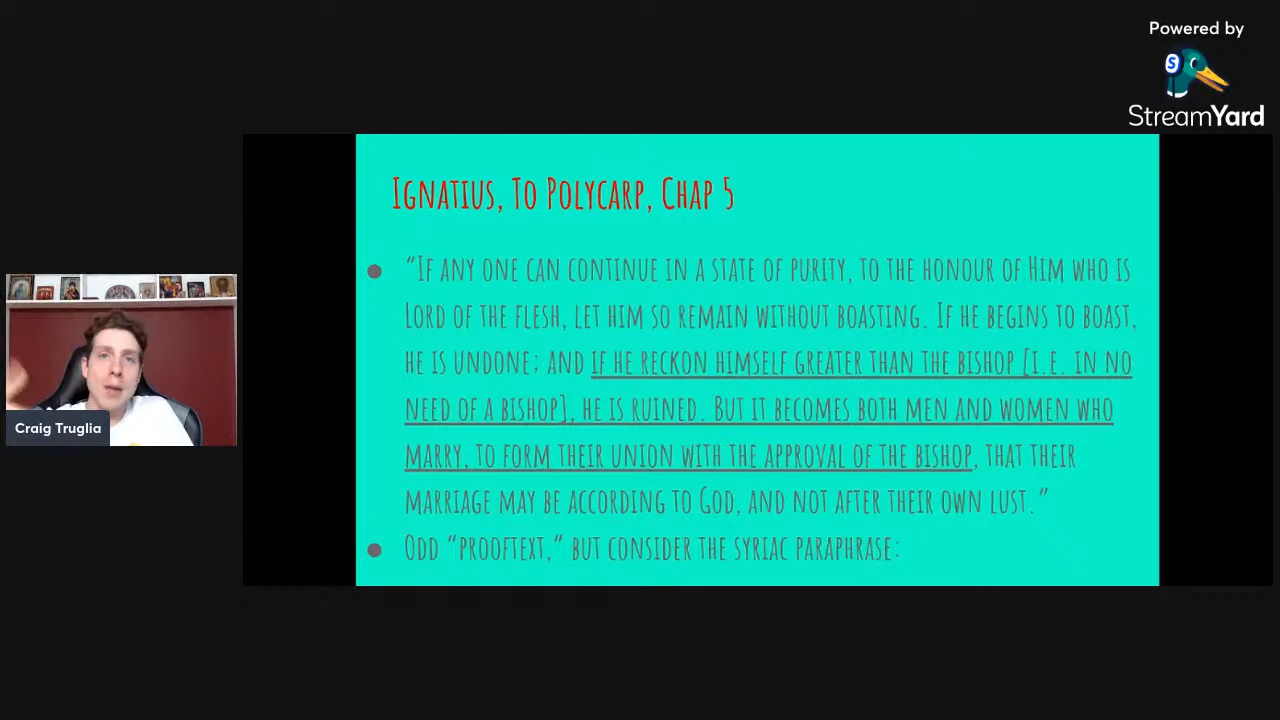 Powered by
S
StreamYard
Ignatius, To Polycarp, Chap 5
● “If any one can continue in a state of purity, to the honour of Him who is
Lord of the flesh, let him so remain without boasting. If he begins to boast,
he is undone; and if he reckon himself greater than the bishop [i.e. in no
need of a bishop], he is ruined. But it becomes both men and women who
marry, to form their union with the approval of the bishop, that their
marriage may be according to God, and not after their own lust.”
● Odd “prooftext,” but consider the syriac paraphrase:
Craig Truglia